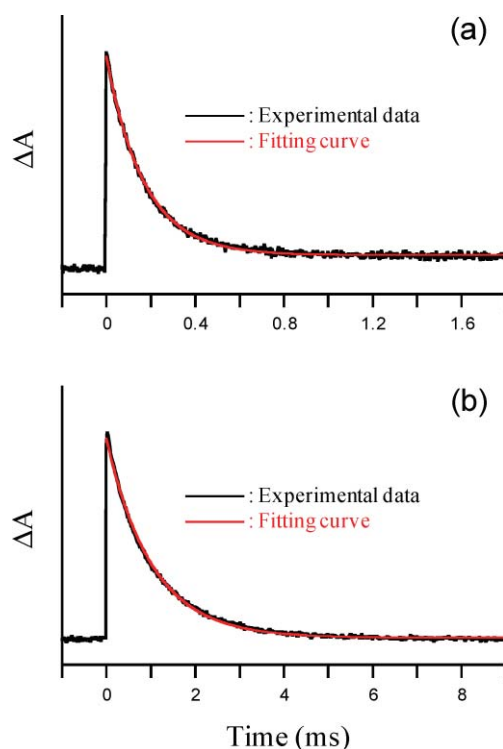 (a)
: Experimental data
: Fitting curve
ΔA
0 0.4 0.8 1.2 1.6
(b)
: Experimental data
: Fitting curve
ΔA
0 2 4 6 8
Time (ms)